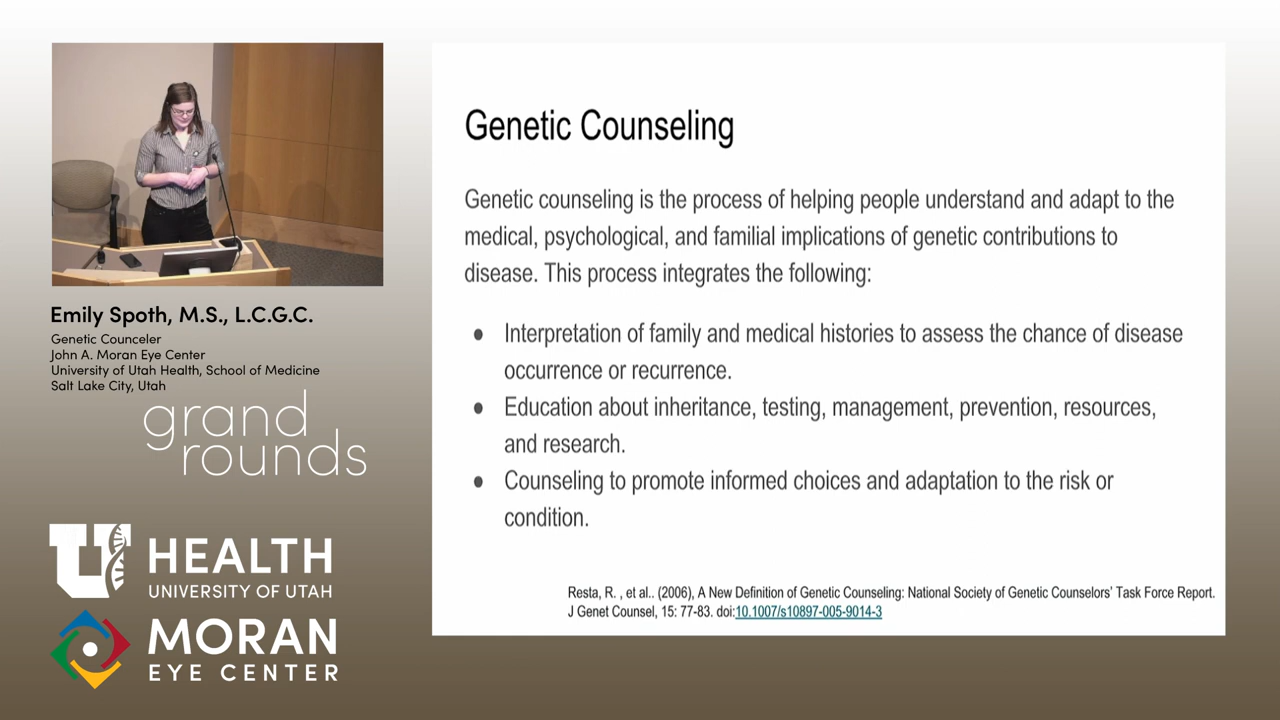 Emily Spoth, M.S., L.C.G.C.
Genetic Counceler
John A. Moran Eye Center
University of Utah Health, School of Medicine
Salt Lake City, Utah
grand
rounds
U HEALTH
UNIVERSITY OF UTAH
MORAN
EYE CENTER
Genetic Counseling
Genetic counseling is the process of helping people understand and adapt to the
medical, psychological, and familial implications of genetic contributions to
disease. This process integrates the following:
● Interpretation of family and medical histories to assess the chance of disease
occurrence or recurrence.
● Education about inheritance, testing, management, prevention, resources,
and research.
● Counseling to promote informed choices and adaptation to the risk or
condition.
Resta, R. , et al.. (2006), A New Definition of Genetic Counseling: National Society of Genetic Counselors’ Task Force Report.
J Genet Counsel, 15: 77-83. doi:10.1007/s10897-005-9014-3